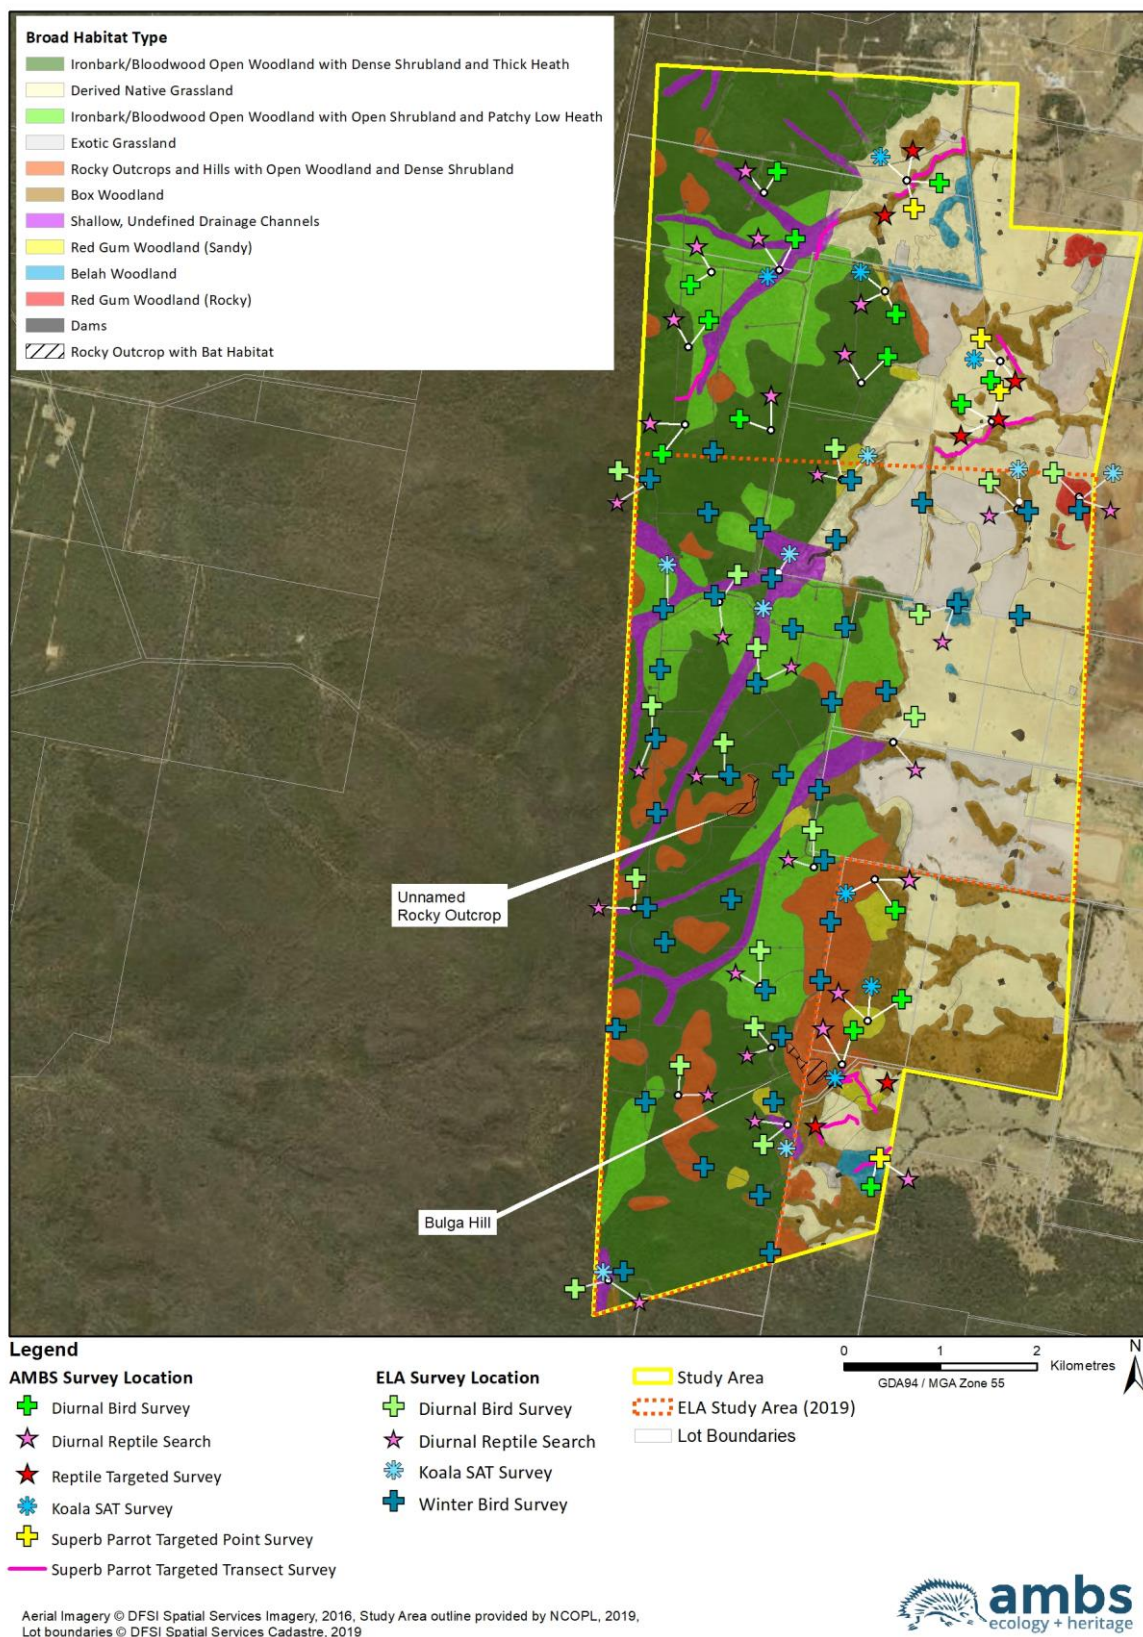 Broad Habitat Type
Ironbark/Bloodwood Open Woodland with Dense Shrubland and Thick Heath
Derived Native Grassland
Ironbark/Bloodwood Open Woodland with Open Shrubland and Patchy Low Heath
Exotic Grassland
Rocky Outcrops and Hills with Open Woodland and Dense Shrubland
Box Woodland
Shallow, Undefined Drainage Channels
Red Gum Woodland (Sandy)
Belah Woodland
Red Gum Woodland (Rocky)
Dams
Rocky Outcrop with Bat Habitat
Unnamed
Rocky Outcrop
Bulga Hill
Legend
AMBS Survey Location
Diurnal Bird Survey
Diurnal Reptile Search
Reptile Targeted Survey
Koala SAT Survey
Superb Parrot Targeted Point Survey
Superb Parrot Targeted Transect Survey
ELA Survey Location
Diurnal Bird Survey
Diurnal Reptile Search
Koala SAT Survey
Winter Bird Survey
Study Area
ELA Study Area (2019)
Lot Boundaries
0 1 2
Kilometres
GDA94 / MGA Zone 55
N
Aerial Imagery © DFSI Spatial Services Imagery, 2016, Study Area outline provided by NCOPL, 2019,
Lot boundaries © DFSI Spatial Services Cadastre, 2019
ambs
ecology + heritage